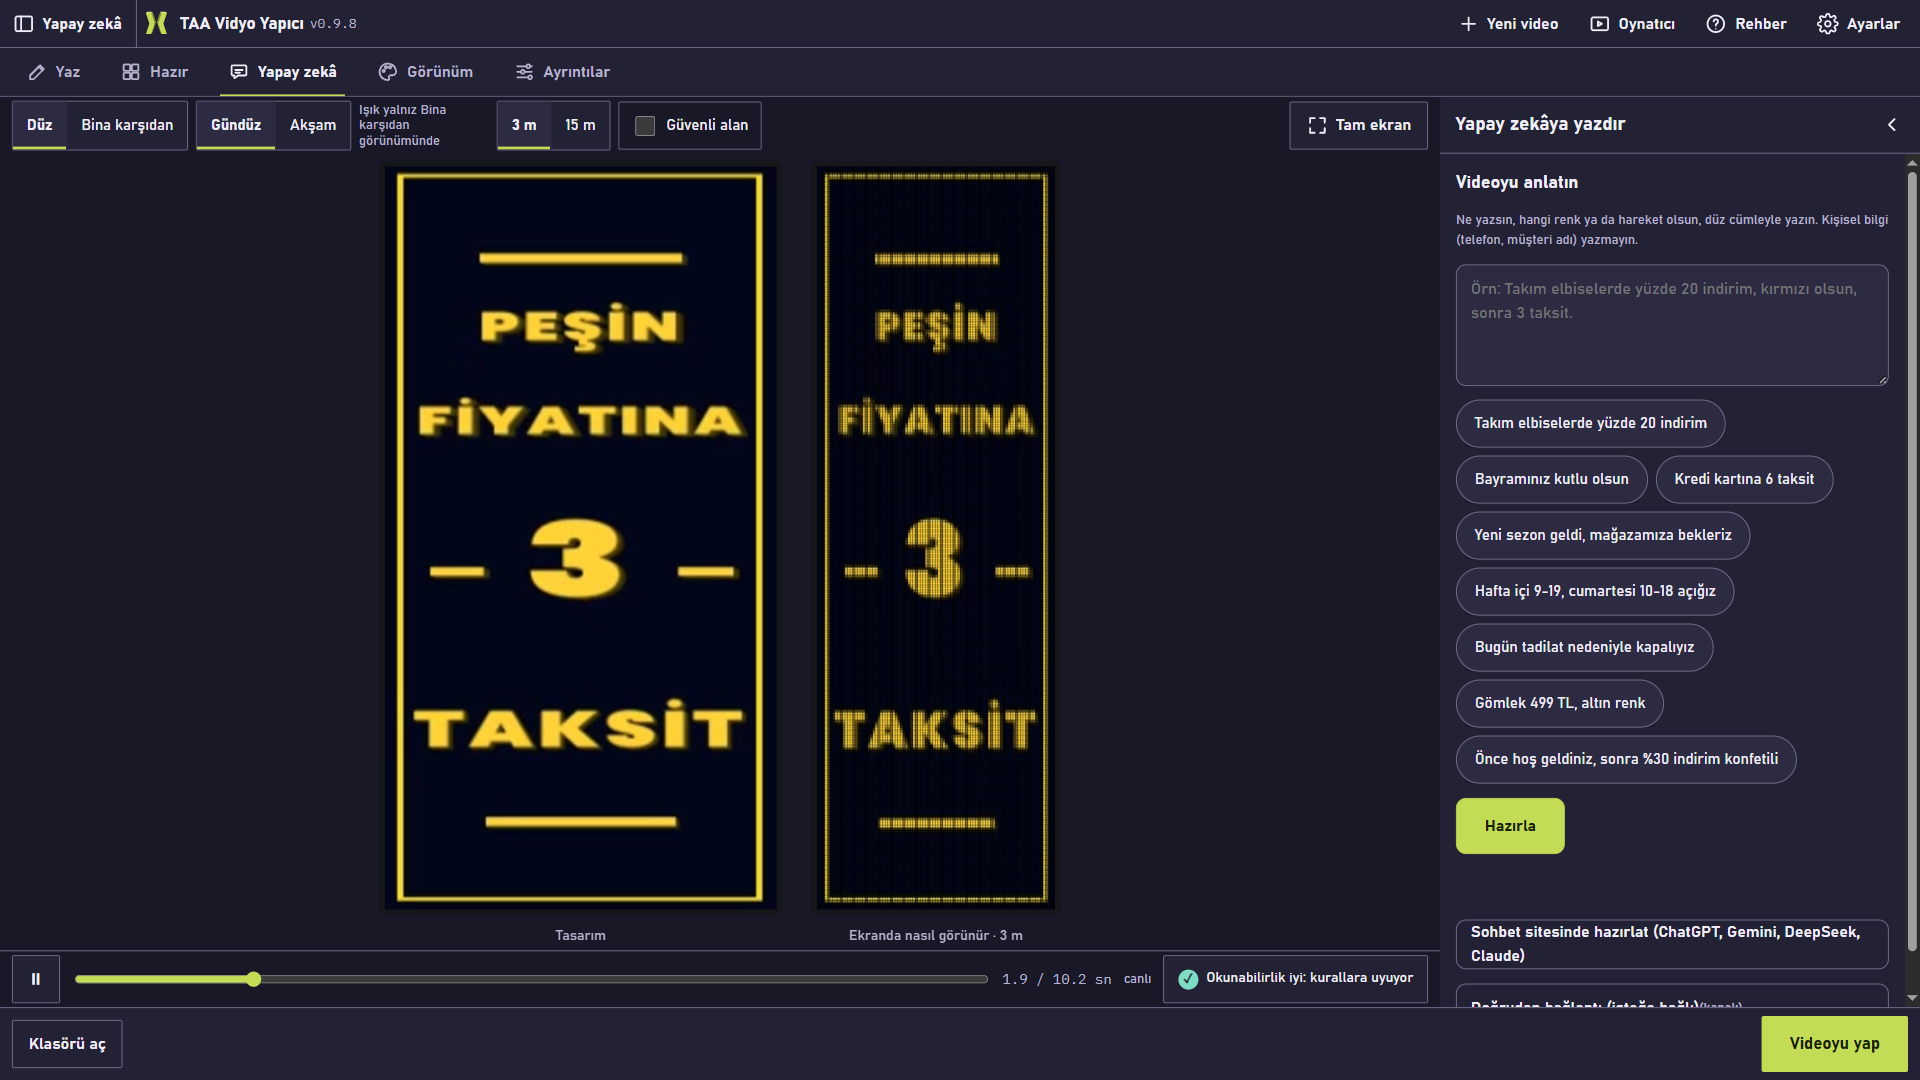 Yapay zekâ
TAA Vidyo Yapıcı v0.9.8
Yeni video
Oynatıcı
Rehber
Ayarlar
Yaz
Hazır
Yapay zekâ
Görünüm
Ayrıntılar
Düz
Bina karşıdan
Gündüz
Akşam
Işık yalnız Bina
karşıdan
görünümünde
3 m
15 m
Güvenli alan
Tam ekran
PEŞİN
FİYATINA
3
TAKSİT
Tasarım
PEŞİN
FİYATINA
3
TAKSİT
Ekranda nasıl görünür · 3 m
1.9 / 10.2 sn canlı
Okunabilirlik iyi: kurallara uyuyor
Yapay zekâya yazdır
Videoyu anlatın
Ne yazsın, hangi renk ya da hareket olsun, düz cümleyle yazın. Kişisel bilgi
(telefon, müşteri adı) yazmayın.
Örn: Takım elbiselerde yüzde 20 indirim, kırmızı olsun,
sonra 3 taksit.
Takım elbiselerde yüzde 20 indirim
Bayramınız kutlu olsun
Kredi kartına 6 taksit
Yeni sezon geldi, mağazamıza bekleriz
Hafta içi 9-19, cumartesi 10-18 açığız
Bugün tadilat nedeniyle kapalıyız
Gömlek 499 TL, altın renk
Önce hoş geldiniz, sonra %30 indirim konfetili
Hazırla
Sohbet sitesinde hazırlat (ChatGPT, Gemini, DeepSeek,
Claude)
Doğrudan bağlantı (isteğe bağlı)(kapalı)
Klasörü aç
Videoyu yap